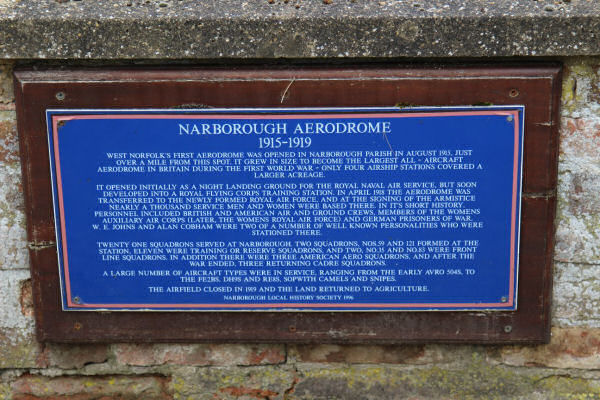 NARBOROUGH AERODROME
1915-1919
WEST NORFOLK'S FIRST AERODROME WAS OPENED IN NARBOROUGH PARISH IN AUGUST 1915, JUST
OVER A MILE FROM THIS SPOT. IT GREW IN SIZE TO BECOME THE LARGEST ALL - AIRCRAFT
AERODROME IN BRITAIN DURING THE FIRST WORLD WAR - ONLY FOUR AIRSHIP STATIONS COVERED A
LARGER ACREAGE.
IT OPENED INITIALLY AS A NIGHT LANDING GROUND FOR THE ROYAL NAVAL AIR SERVICE, BUT SOON
DEVELOPED INTO A ROYAL FLYING CORPS TRAINING STATION. IN APRIL 1918 THE AERODROME WAS
TRANSFERRED TO THE NEWLY FORMED ROYAL AIR FORCE, AND AT THE SIGNING OF THE ARMISTICE
NEARLY A THOUSAND SERVICE MEN AND WOMEN WERE BASED THERE. IN IT'S SHORT HISTORY,
PERSONNEL INCLUDED BRITISH AND AMERICAN AIR AND GROUND CREWS, MEMBERS OF THE WOMENS
AUXILIARY AIR CORPS (LATER, THE WOMENS ROYAL AIR FORCE) AND GERMAN PRISONERS OF WAR.
W. E. JOHNS AND ALAN COBHAM WERE TWO OF A NUMBER OF WELL KNOWN PERSONALITIES WHO WERE
STATIONED THERE.
TWENTY ONE SQUADRONS SERVED AT NARBOROUGH. TWO SQUADRONS, NOS.59 AND 121 FORMED AT THE
STATION, ELEVEN WERE TRAINING OR RESERVE SQUADRONS, AND TWO, NO.35 AND NO.83 WERE FRONT
LINE SQUADRONS. IN ADDITION THERE WERE THREE AMERICAN AERO SQUADRONS, AND AFTER THE
WAR ENDED, THREE RETURNING CADRE SQUADRONS.
A LARGE NUMBER OF AIRCRAFT TYPES WERE IN SERVICE, RANGING FROM THE EARLY AVRO 504S, TO
THE FE2BS, DH9S AND RE8S, SOPWITH CAMELS AND SNIPES.
THE AIRFIELD CLOSED IN 1919 AND THE LAND RETURNED TO AGRICULTURE.
NARBOROUGH LOCAL HISTORY SOCIETY 1996